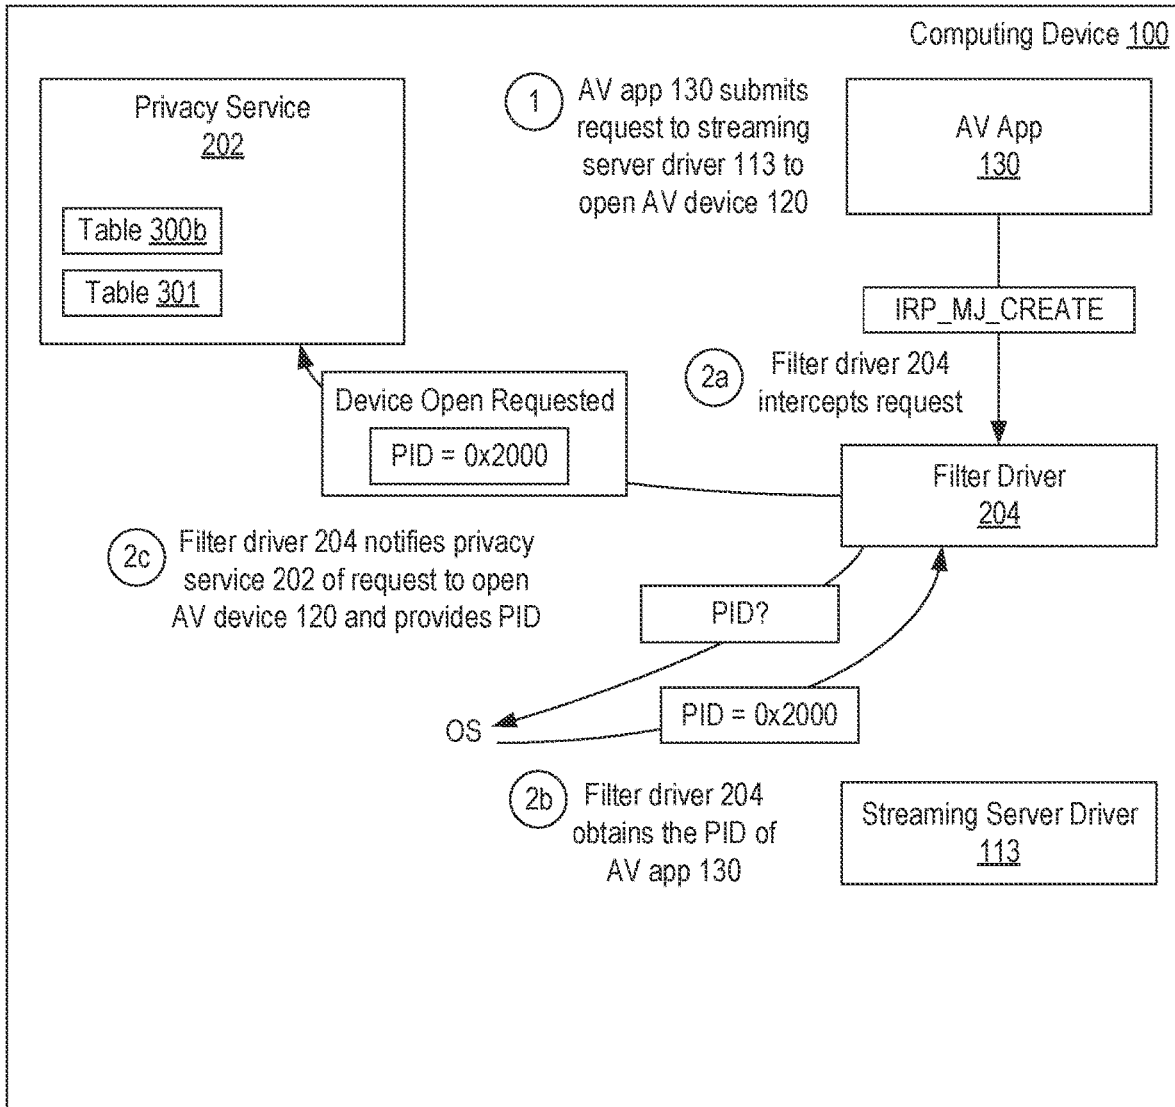 Computing Device 100
Privacy Service
202
Table 300b
Table 301
1
AV app 130 submits
request to streaming
server driver 113 to
open AV device 120
AV App
130
IRP_MJ_CREATE
2a
Filter driver 204
intercepts request
Device Open Requested
PID = 0x2000
Filter Driver
204
2c
Filter driver 204 notifies privacy
service 202 of request to open
AV device 120 and provides PID
PID?
PID = 0x2000
OS
2b
Filter driver 204
obtains the PID of
AV app 130
Streaming Server Driver
113